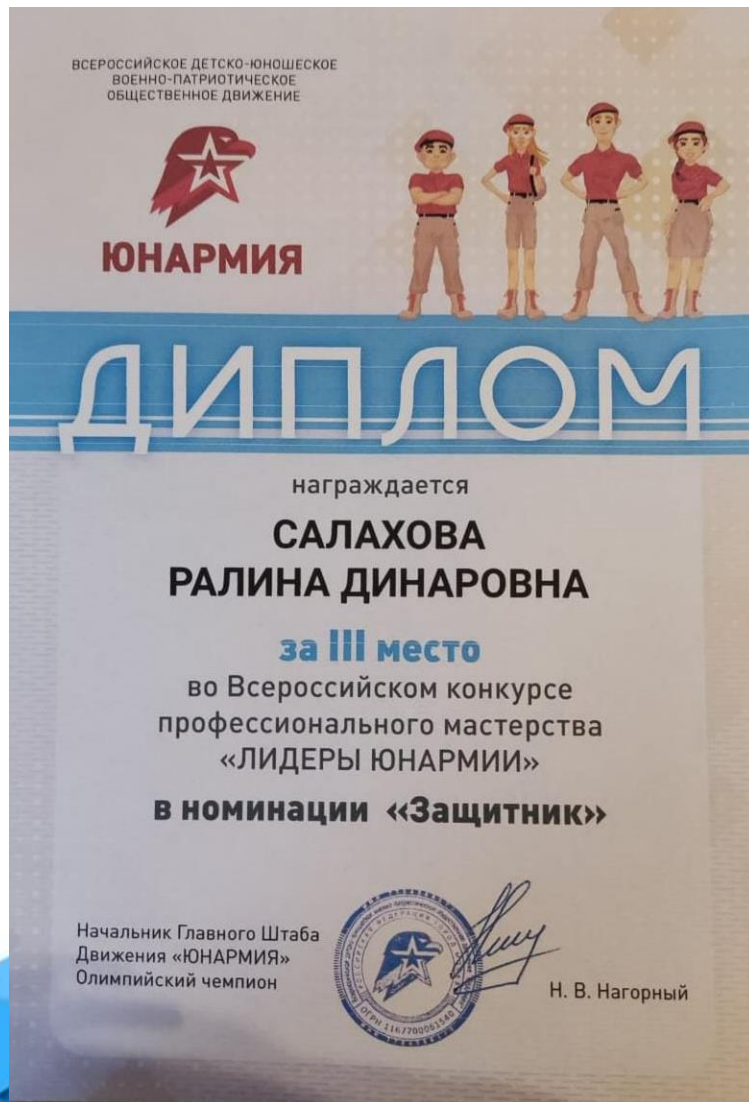 ВСЕРОССИЙСКОЕ ДЕТСКО-ЮНОШЕСКОЕ
ВОЕННО-ПАТРИОТИЧЕСКОЕ
ОБЩЕСТВЕННОЕ ДВИЖЕНИЕ
ЮНАРМИЯ
ДИПЛОМ
награждается
САЛАХОВА
РАЛИНА ДИНАРОВНА
за III место
во Всероссийском конкурсе
профессионального мастерства
«ЛИДЕРЫ ЮНАРМИИ»
в номинации «Защитник»
Начальник Главного Штаба
Движения «ЮНАРМИЯ»
Олимпийский чемпион
Н. В. Нагорный